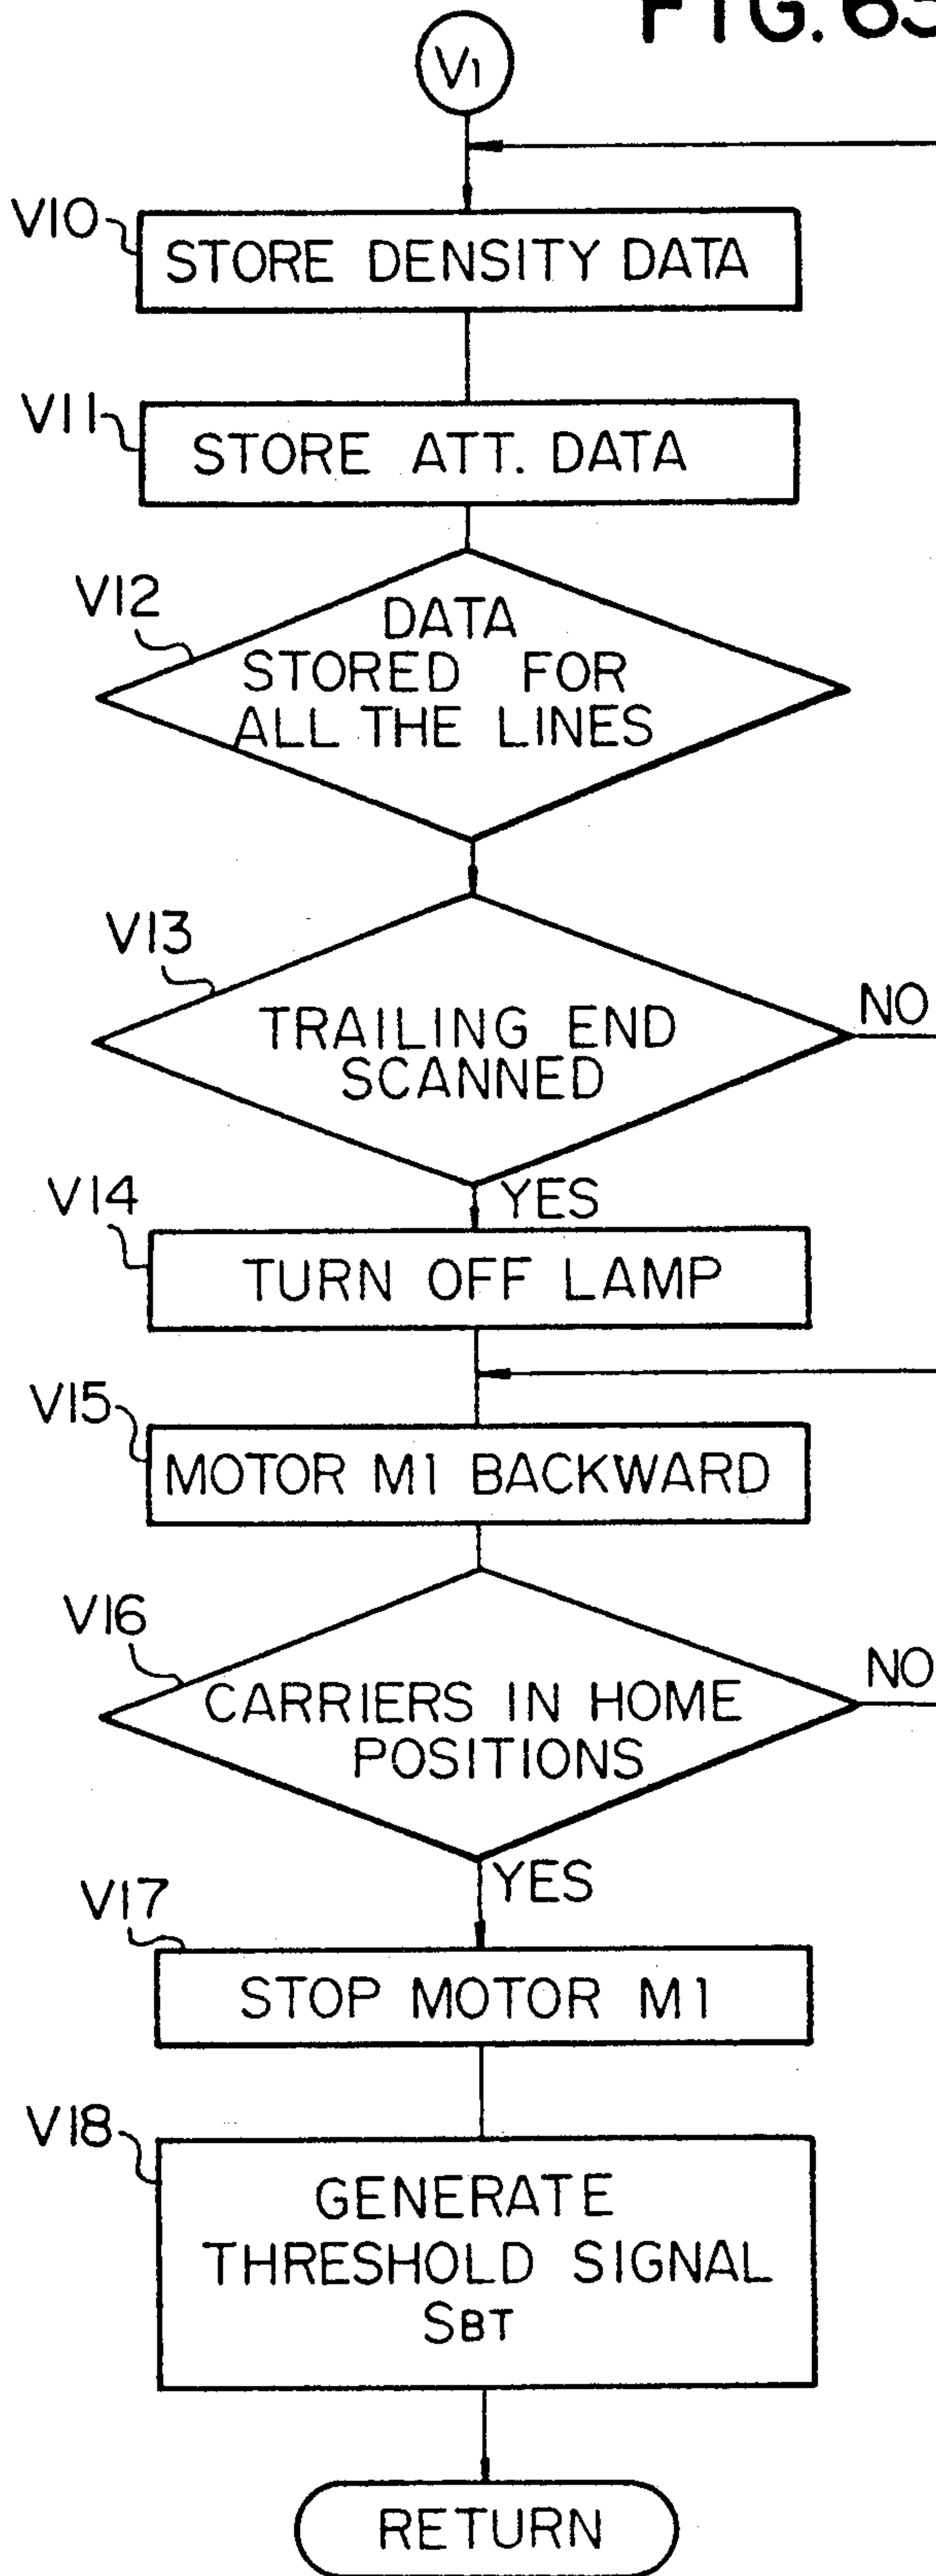 FIG. 63
V1
V10
STORE DENSITY DATA
V11
STORE ATT. DATA
V12
DATA
STORED FOR
ALL THE LINES
V13
TRAILING END
SCANNED
NO
YES
V14
TURN OFF LAMP
V15
MOTOR M1 BACKWARD
V16
CARRIERS IN HOME
POSITIONS
NO
YES
V17
STOP MOTOR M1
V18
GENERATE
THRESHOLD SIGNAL
SBT
RETURN